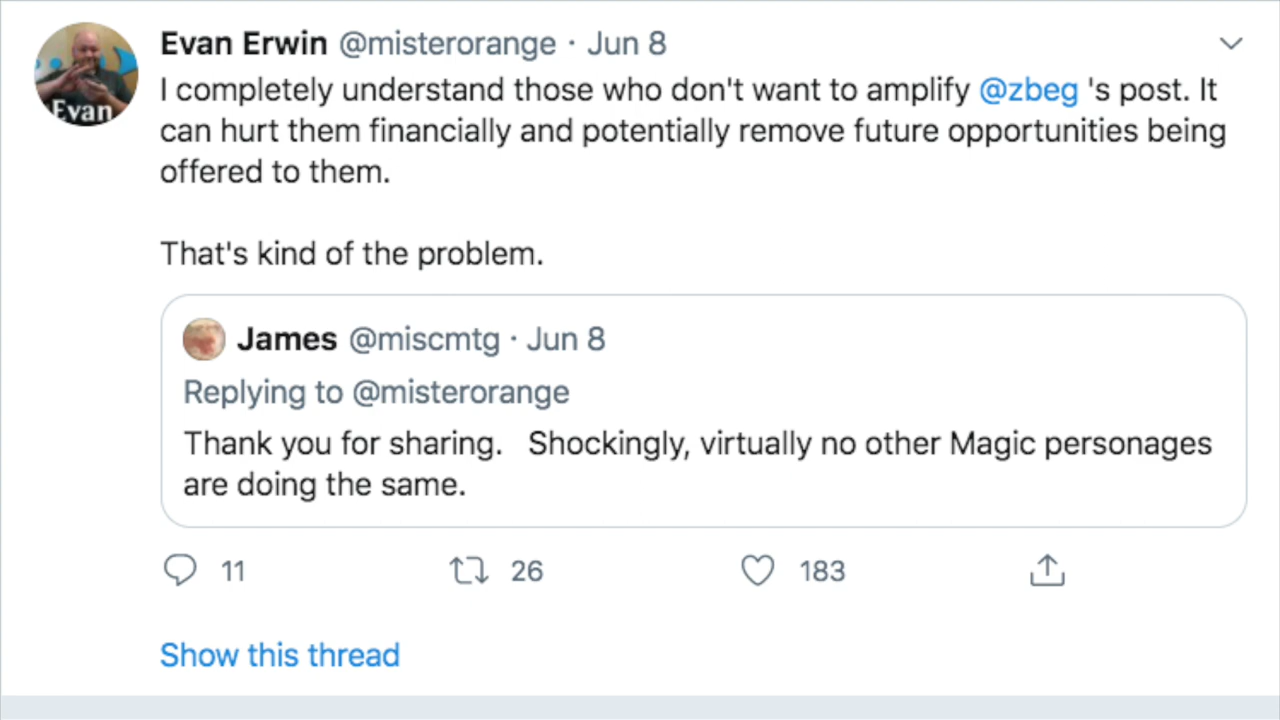 Evan Erwin @misterorange · Jun 8
I completely understand those who don't want to amplify @zbeg 's post. It
can hurt them financially and potentially remove future opportunities being
offered to them.
That's kind of the problem.
James @miscmtg · Jun 8
Replying to @misterorange
Thank you for sharing.   Shockingly, virtually no other Magic personages
are doing the same.
11 26 183
Show this thread
Evan